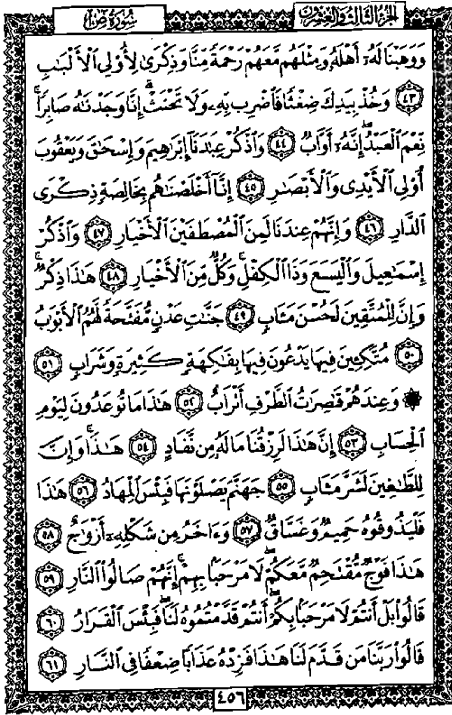 الجزء الثالث والعشرون سورة ص
وَوَهَبْنَا لَهُۥٓ أَهْلَهُۥ وَمِثْلَهُم مَّعَهُمْ رَحْمَةً مِّنَّا وَذِكْرَىٰ لِأُو۟لِى ٱلْأَلْبَٰبِ
٤٣ وَخُذْ بِيَدِكَ ضِغْثًا فَٱضْرِب بِّهِۦ وَلَا تَحْنَثْ إِنَّا وَجَدْنَٰهُ صَابِرًا ۚ
نِّعْمَ ٱلْعَبْدُ ۖ إِنَّهُۥٓ أَوَّابٌ ٤٤ وَٱذْكُرْ عِبَٰدَنَآ إِبْرَٰهِيمَ وَإِسْحَٰقَ وَيَعْقُوبَ
أُو۟لِى ٱلْأَيْدِى وَٱلْأَبْصَٰرِ ٤٥ إِنَّآ أَخْلَصْنَٰهُم بِخَالِصَةٍ ذِكْرَى
ٱلدَّارِ ٤٦ وَإِنَّهُمْ عِندَنَا لَمِنَ ٱلْمُصْطَفَيْنَ ٱلْأَخْيَارِ ٤٧ وَٱذْكُرْ
إِسْمَٰعِيلَ وَٱلْيَسَعَ وَذَا ٱلْكِفْلِ ۖ وَكُلٌّ مِّنَ ٱلْأَخْيَارِ ٤٨ هَٰذَا ذِكْرٌ ۚ
وَإِنَّ لِلْمُتَّقِينَ لَحُسْنَ مَـَٔابٍ ٤٩ جَنَّٰتِ عَدْنٍ مُّفَتَّحَةً لَّهُمُ ٱلْأَبْوَٰبُ
٥٠ مُتَّكِـِٔينَ فِيهَا يَدْعُونَ فِيهَا بِفَٰكِهَةٍ كَثِيرَةٍ وَشَرَابٍ ٥١
۞ وَعِندَهُمْ قَٰصِرَٰتُ ٱلطَّرْفِ أَتْرَابٌ ٥٢ هَٰذَا مَا تُوعَدُونَ لِيَوْمِ
ٱلْحِسَابِ ٥٣ إِنَّ هَٰذَا لَرِزْقُنَا مَا لَهُۥ مِن نَّفَادٍ ٥٤ هَٰذَا ۚ وَإِنَّ
لِلطَّٰغِينَ لَشَرَّ مَـَٔابٍ ٥٥ جَهَنَّمَ يَصْلَوْنَهَا فَبِئْسَ ٱلْمِهَادُ ٥٦ هَٰذَا
فَلْيَذُوقُوهُ حَمِيمٌ وَغَسَّاقٌ ٥٧ وَءَاخَرُ مِن شَكْلِهِۦٓ أَزْوَٰجٌ ٥٨
هَٰذَا فَوْجٌ مُّقْتَحِمٌ مَّعَكُمْ ۖ لَا مَرْحَبًۢا بِهِمْ ۚ إِنَّهُمْ صَالُوا۟ ٱلنَّارِ ٥٩
قَالُوا۟ بَلْ أَنتُمْ لَا مَرْحَبًۢا بِكُمْ ۖ أَنتُمْ قَدَّمْتُمُوهُ لَنَا ۖ فَبِئْسَ ٱلْقَرَارُ ٦٠
قَالُوا۟ رَبَّنَا مَن قَدَّمَ لَنَا هَٰذَا فَزِدْهُ عَذَابًا ضِعْفًا فِى ٱلنَّارِ ٦١
٤٥٦